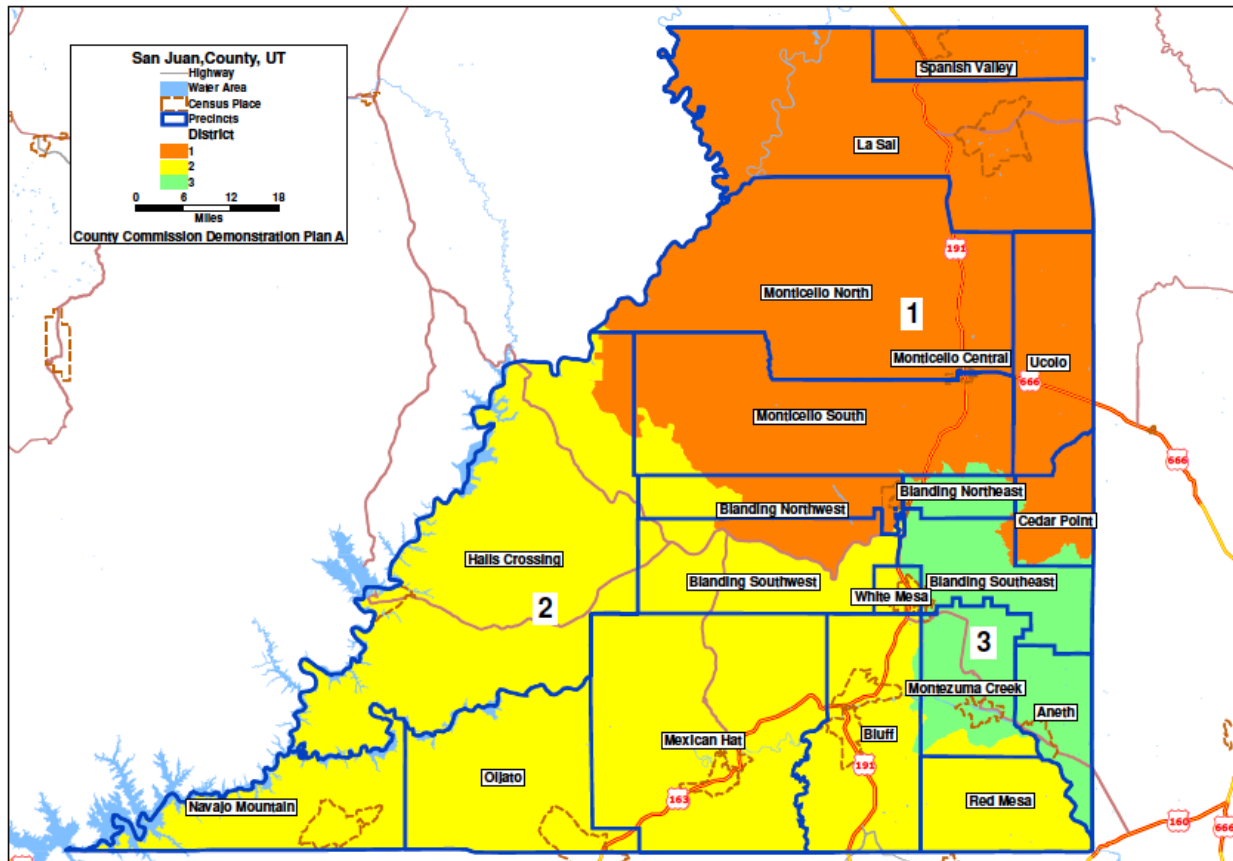 San Juan,County, UT
Highway
Water Area
Census Place
Precincts
District
1
2
3
0 6 12 18
Miles
County Commission Demonstration Plan A
Spanish Valley
La Sal
191
Monticello North
1
Monticello Central
Ucolo
666
Monticello South
666
Blanding Northeast
Blanding Northwest
Cedar Point
Halls Crossing
Blanding Southwest
Blanding Southeast
White Mesa
2
3
Montezuma Creek
Aneth
Mexican Hat
Bluff
191
Oljato
163
Navajo Mountain
Red Mesa
160
666